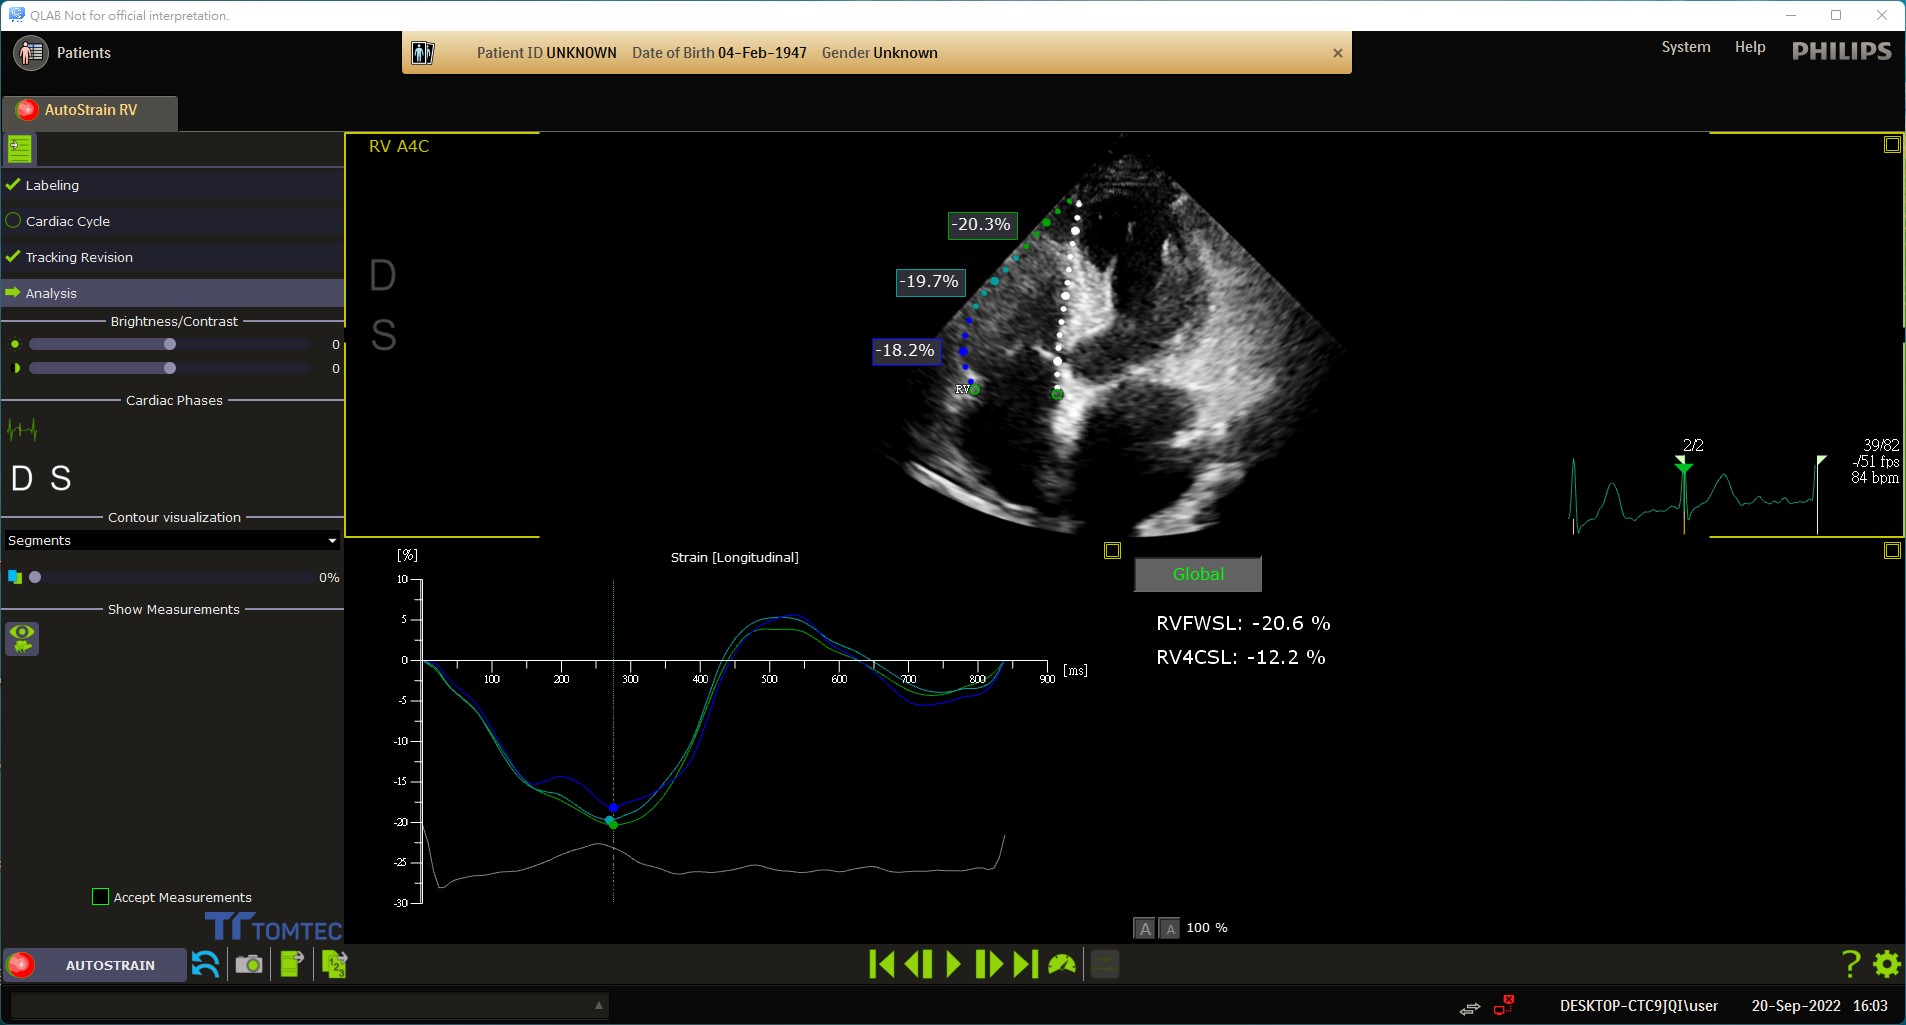 QLAB Not for official interpretation.
Patients
Patient ID UNKNOWN Date of Birth 04-Feb-1947 Gender Unknown
System Help PHILIPS
AutoStrain RV
Labeling
Cardiac Cycle
Tracking Revision
Analysis
Brightness/Contrast
0
0
Cardiac Phases
D S
Contour visualization
Segments
0%
Show Measurements
Accept Measurements
TOMTEC
RV A4C
D
S
-20.3%
-19.7%
-18.2%
RV
2/2
39/82
-/51 fps
84 bpm
[%]
Strain [Longitudinal]
10
5
0
-5
-10
-15
-20
-25
-30
100 200 300 400 500 600 700 800 900 [ms]
Global
RVFWSL: -20.6 %
RV4CSL: -12.2 %
A A 100 %
AUTOSTRAIN
1 2 3
?
DESKTOP-CTC9JQI\user 20-Sep-2022 16:03